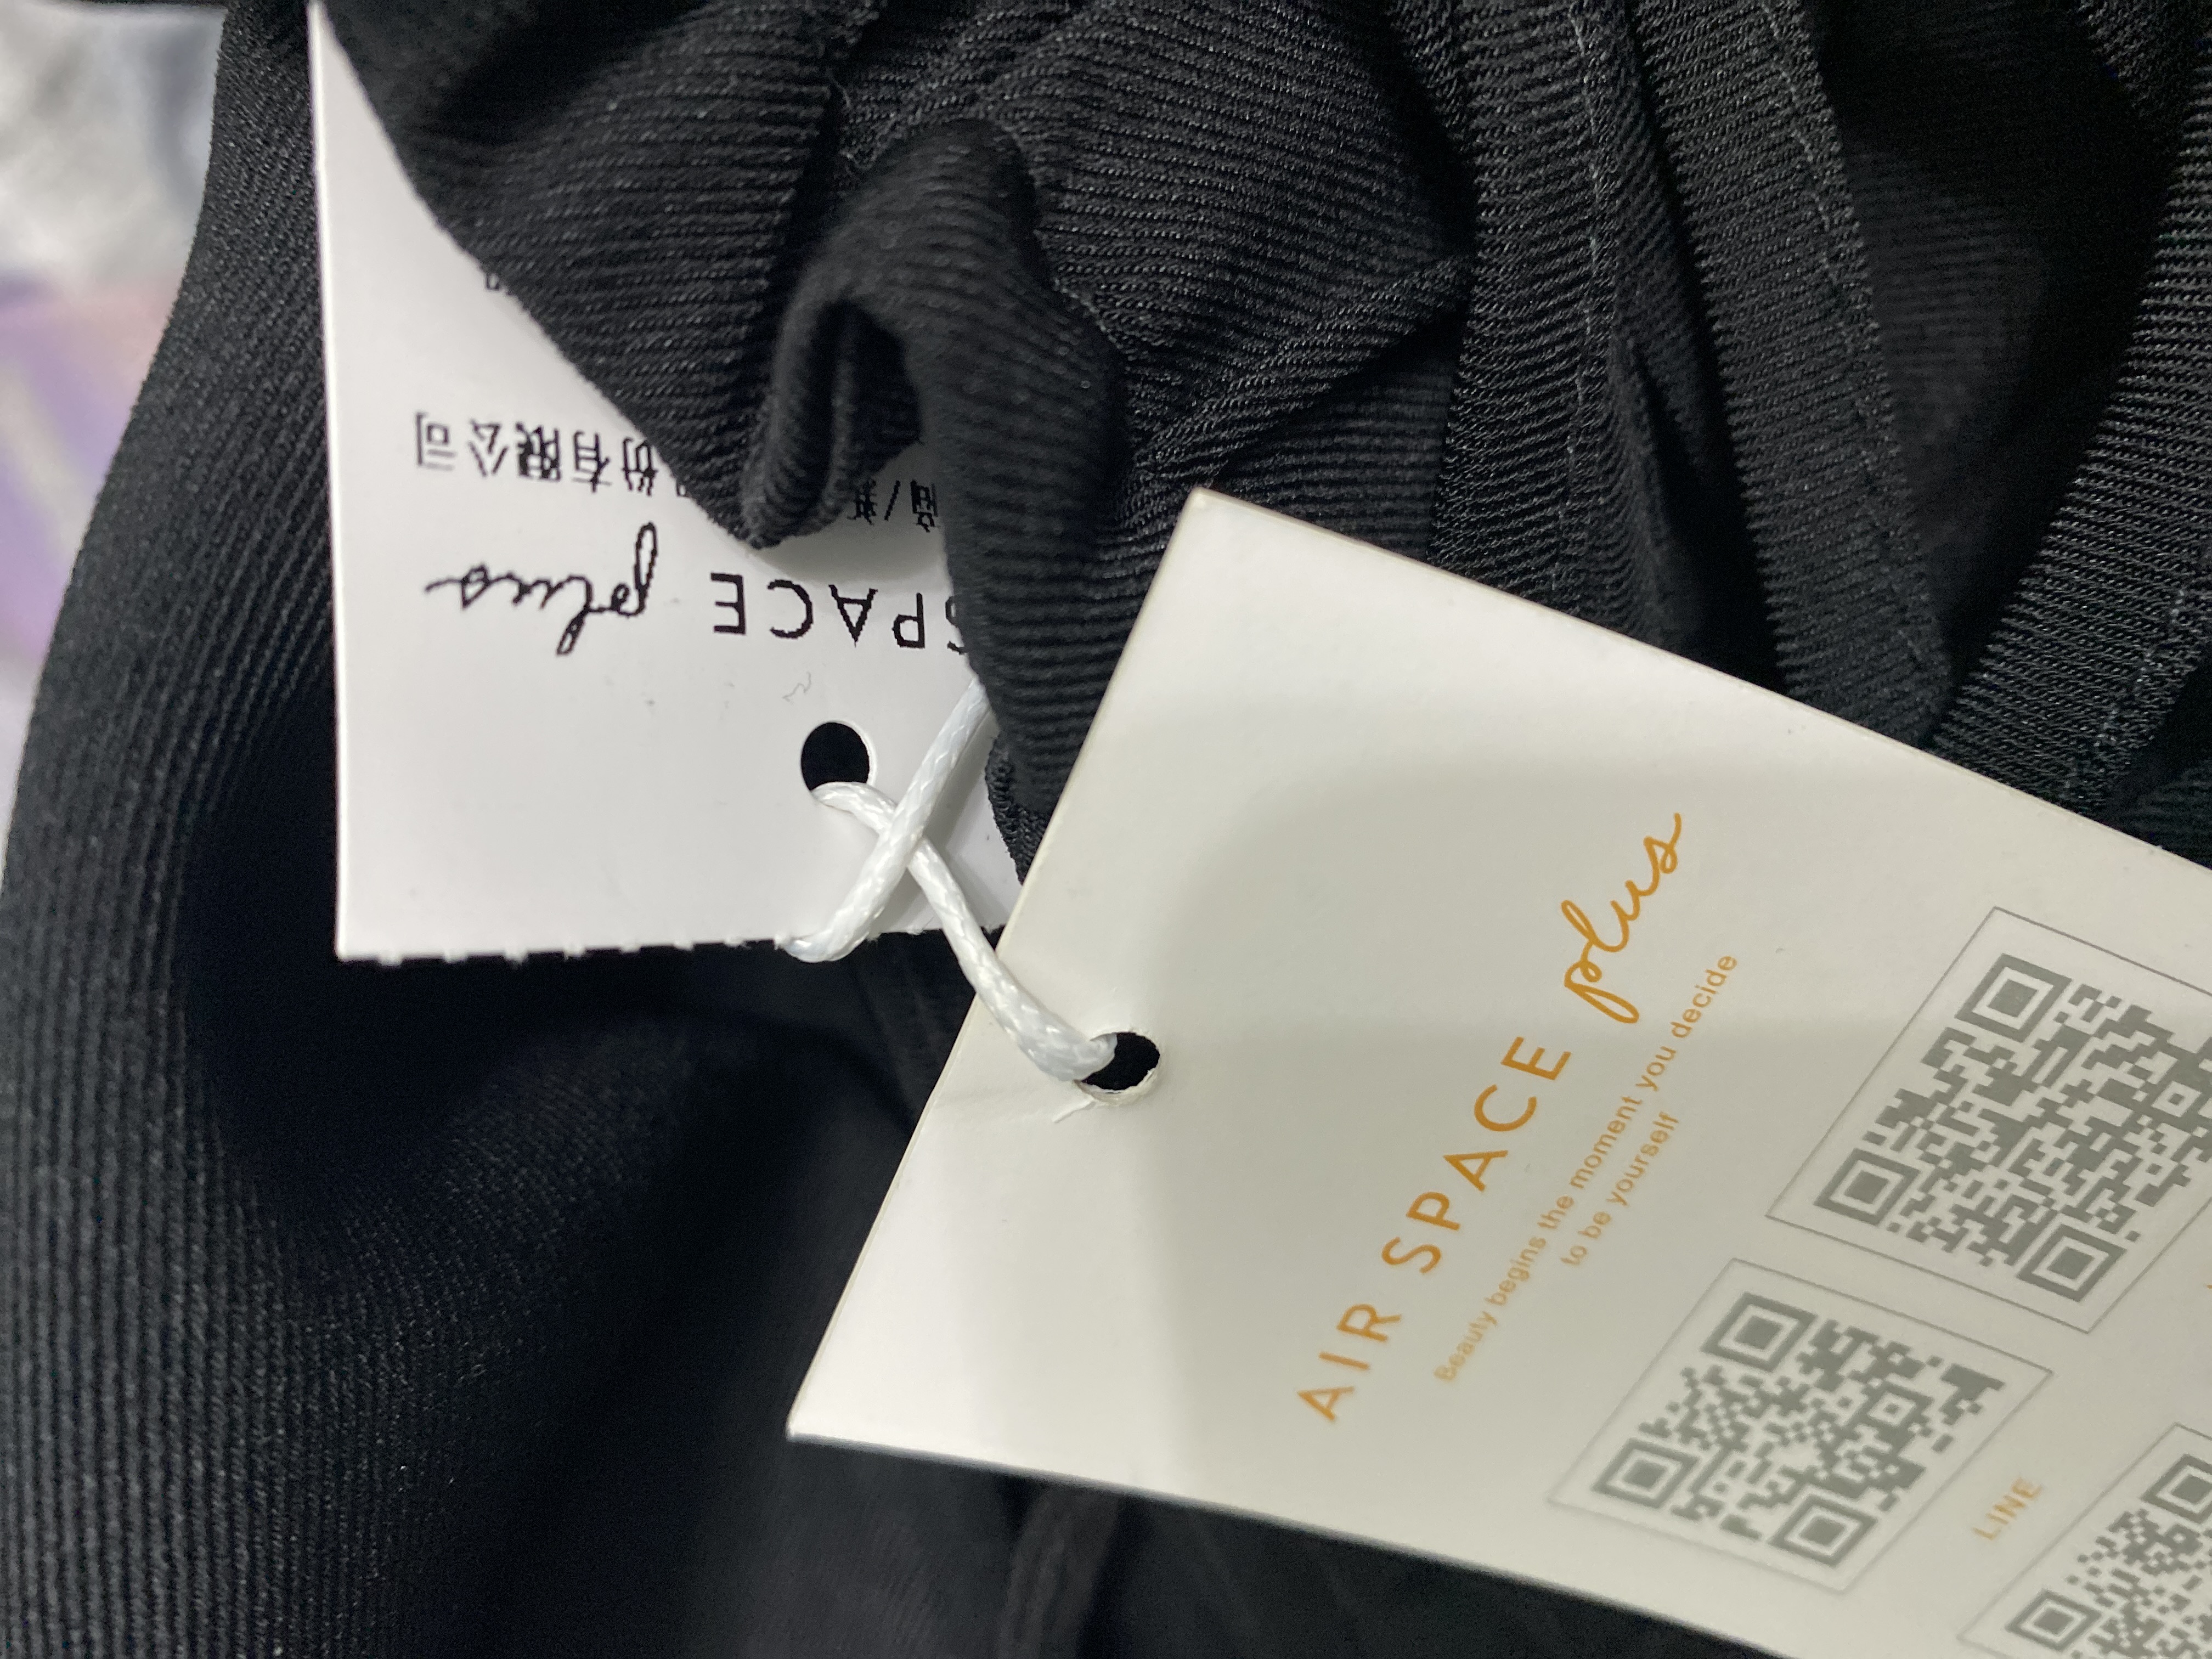 AIR SPACE plus
Beauty begins the moment you decide
to be yourself
LINE
SPACE plus
份有限公司